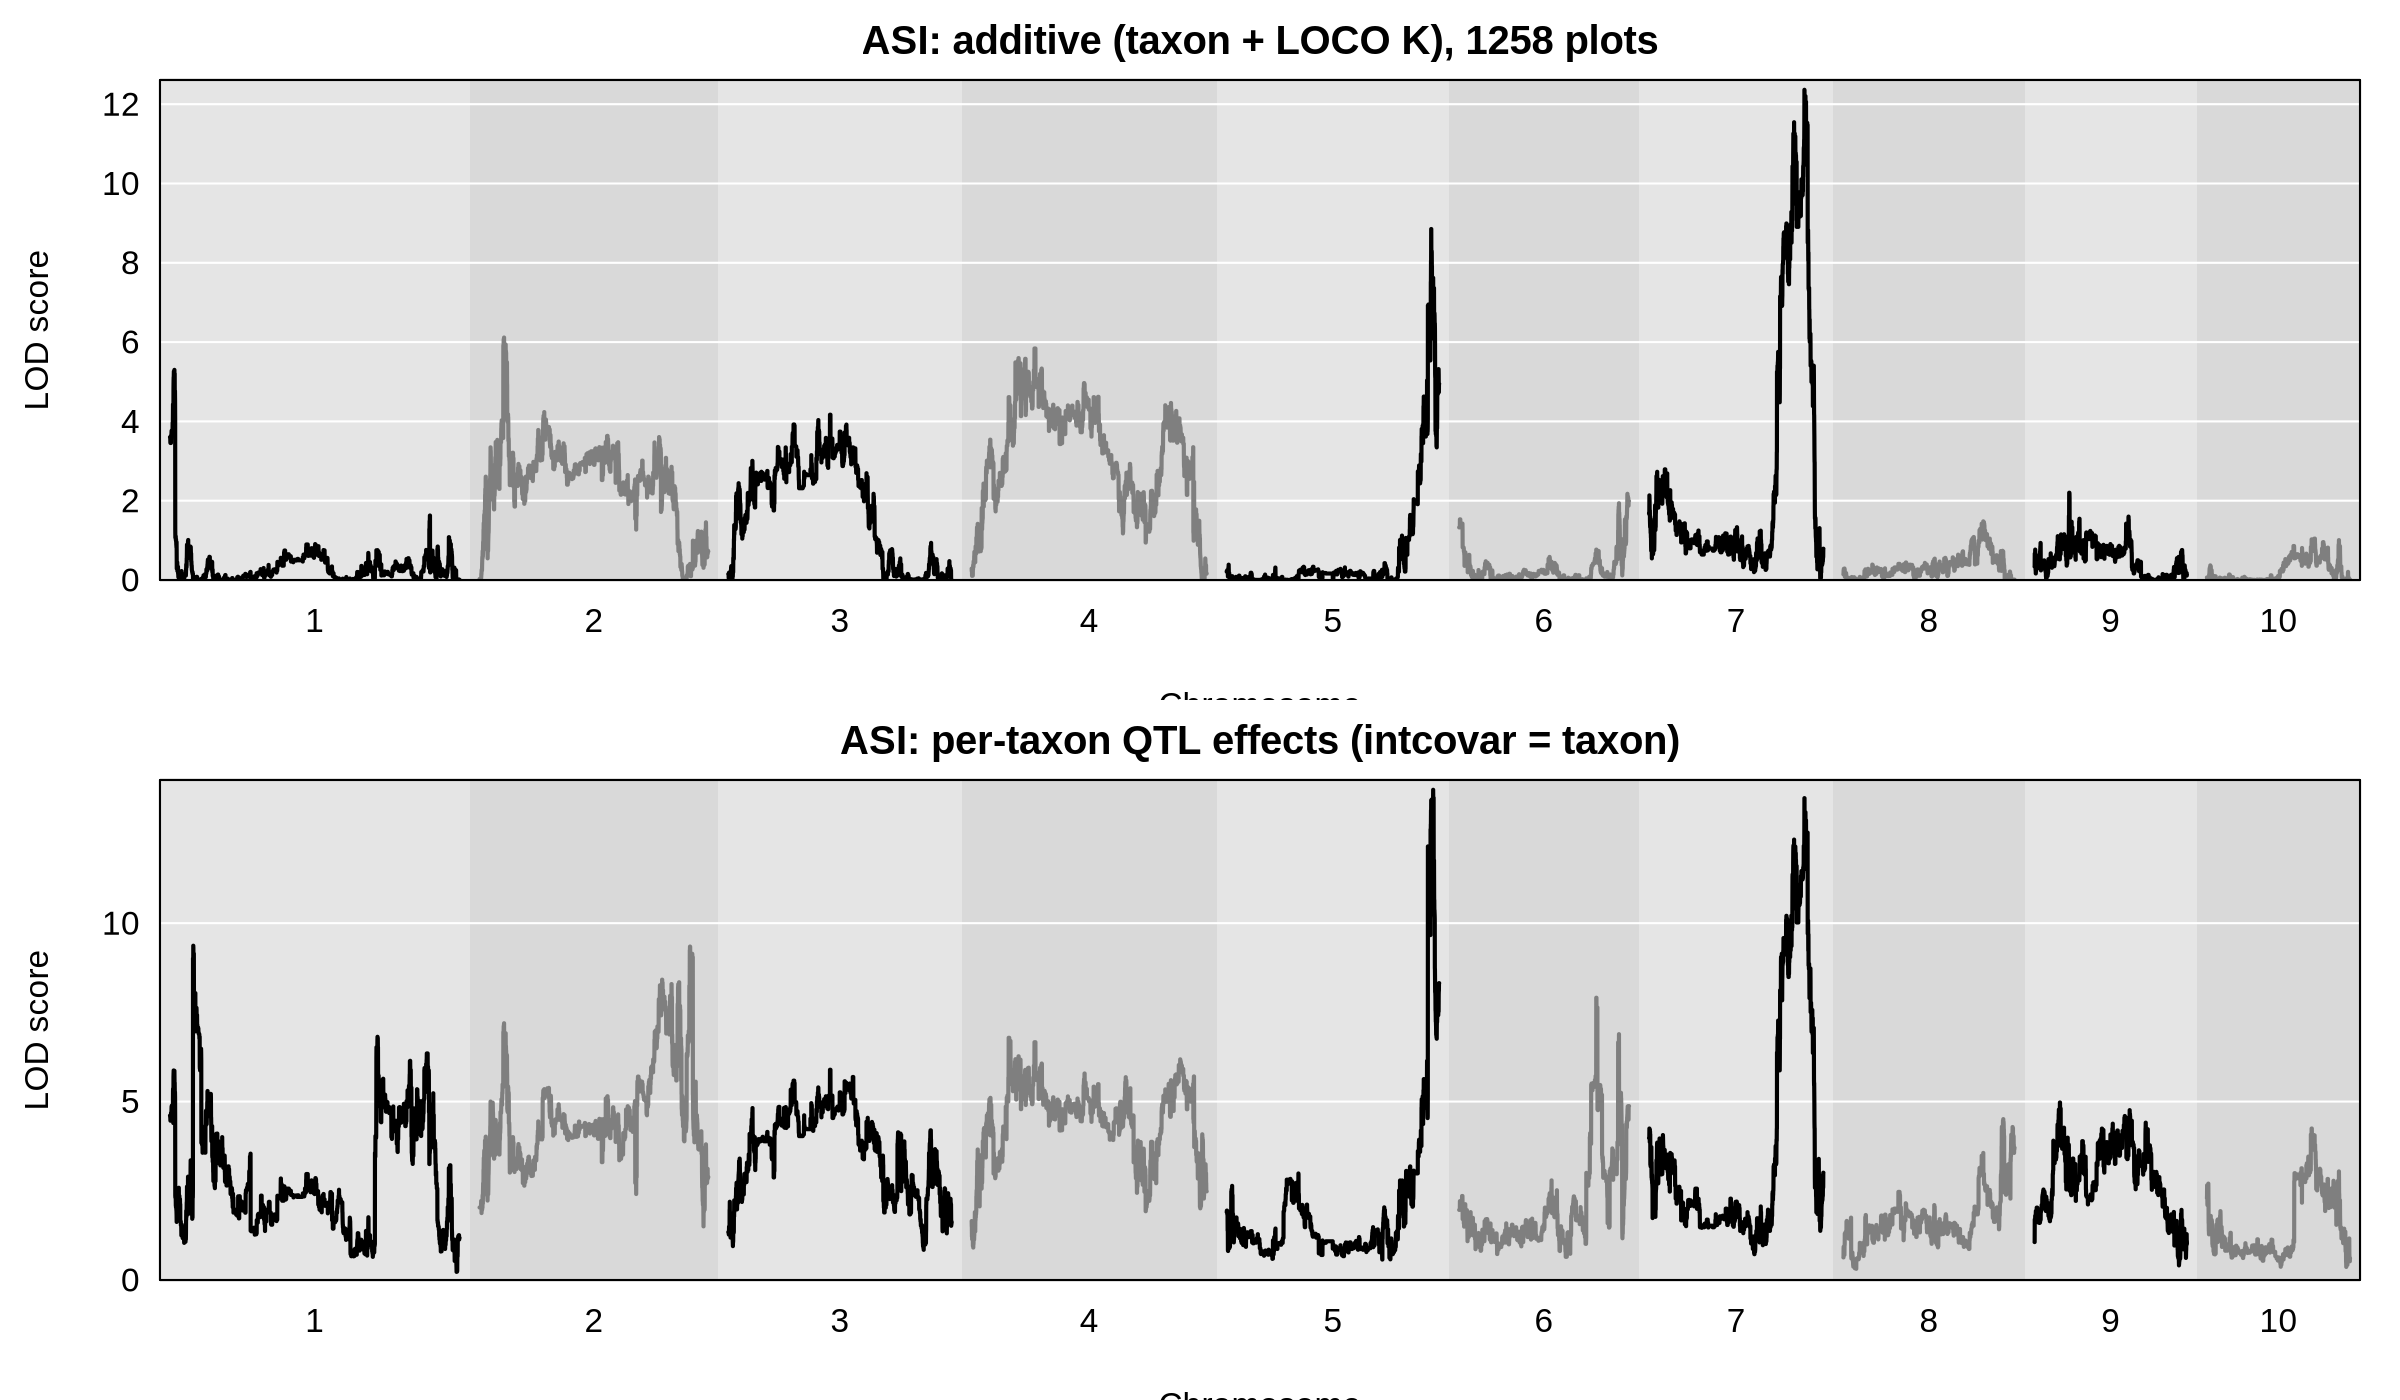 ASI: additive (taxon + LOCO K), 1258 plots
LOD score
12
10
8
6
4
2
0
1 2 3 4 5 6 7 8 9 10
Chromosome
ASI: per-taxon QTL effects (intcovar = taxon)
LOD score
10
5
0
1 2 3 4 5 6 7 8 9 10
Chromosome